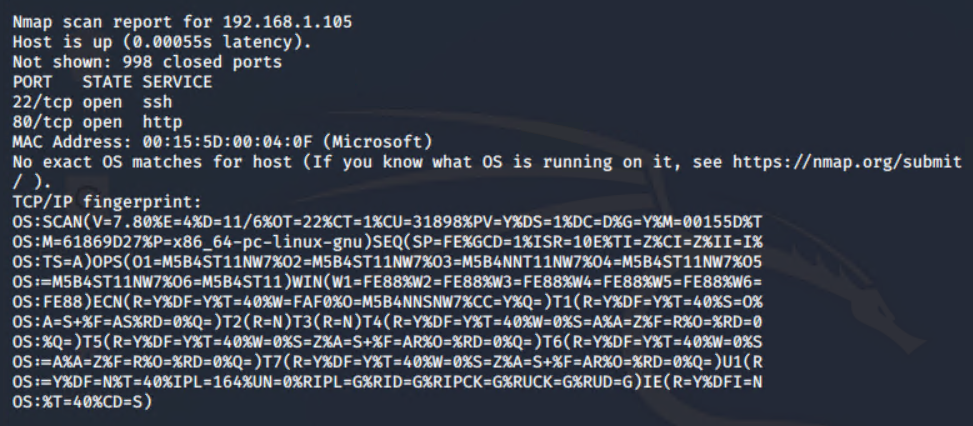 Nmap scan report for 192.168.1.105
Host is up (0.00055s latency).
Not shown: 998 closed ports
PORT   STATE SERVICE
22/tcp open  ssh
80/tcp open  http
MAC Address: 00:15:5D:00:04:0F (Microsoft)
No exact OS matches for host (If you know what OS is running on it, see https://nmap.org/submit
/ ).
TCP/IP fingerprint:
OS:SCAN(V=7.80%E=4%D=11/6%OT=22%CT=1%CU=31898%PV=Y%DS=1%DC=D%G=Y%M=00155D%T
OS:M=61869D27%P=x86_64-pc-linux-gnu)SEQ(SP=FE%GCD=1%ISR=10E%TI=Z%CI=Z%II=I%
OS:TS=A)OPS(O1=M5B4ST11NW7%O2=M5B4ST11NW7%O3=M5B4NNT11NW7%O4=M5B4ST11NW7%O5
OS:=M5B4ST11NW7%O6=M5B4ST11)WIN(W1=FE88%W2=FE88%W3=FE88%W4=FE88%W5=FE88%W6=
OS:FE88)ECN(R=Y%DF=Y%T=40%W=FAF0%O=M5B4NNSNW7%CC=Y%Q=)T1(R=Y%DF=Y%T=40%S=O%
OS:A=S+%F=AS%RD=0%Q=)T2(R=N)T3(R=N)T4(R=Y%DF=Y%T=40%W=0%S=A%A=Z%F=R%O=%RD=0
OS:%Q=)T5(R=Y%DF=Y%T=40%W=0%S=Z%A=S+%F=AR%O=%RD=0%Q=)T6(R=Y%DF=Y%T=40%W=0%S
OS:=A%A=Z%F=R%O=%RD=0%Q=)T7(R=Y%DF=Y%T=40%W=0%S=Z%A=S+%F=AR%O=%RD=0%Q=)U1(R
OS:=Y%DF=N%T=40%IPL=164%UN=0%RIPL=G%RID=G%RIPCK=G%RUCK=G%RUD=G)IE(R=Y%DFI=N
OS:%T=40%CD=S)